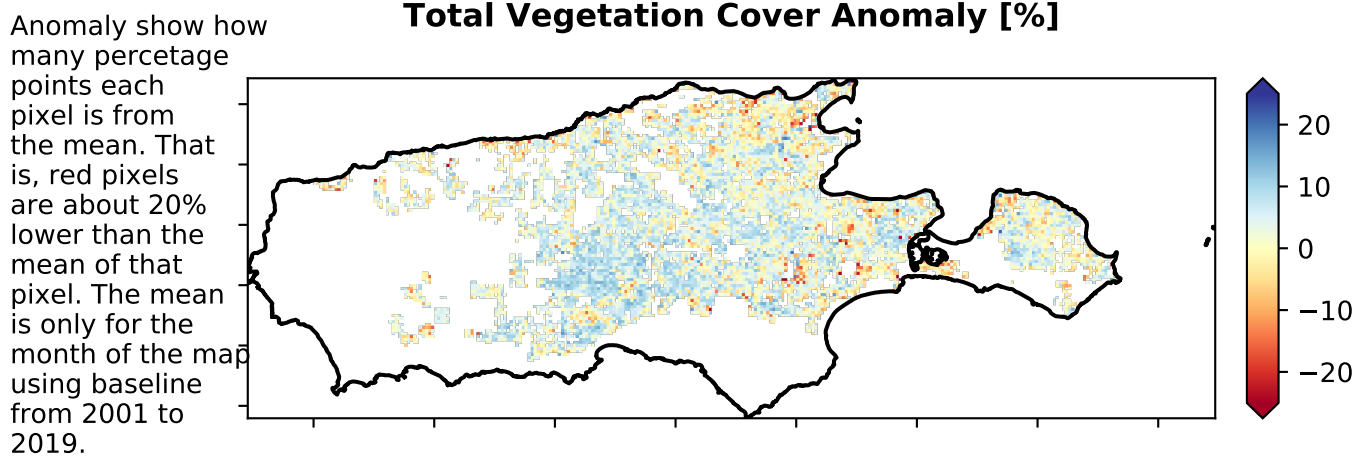 Total Vegetation Cover Anomaly [%]
Anomaly show how
many percetage
points each
pixel is from
the mean. That
is, red pixels
are about 20%
lower than the
mean of that
pixel. The mean
is only for the
month of the map
using baseline
from 2001 to
2019.
20
10
0
−10
−20